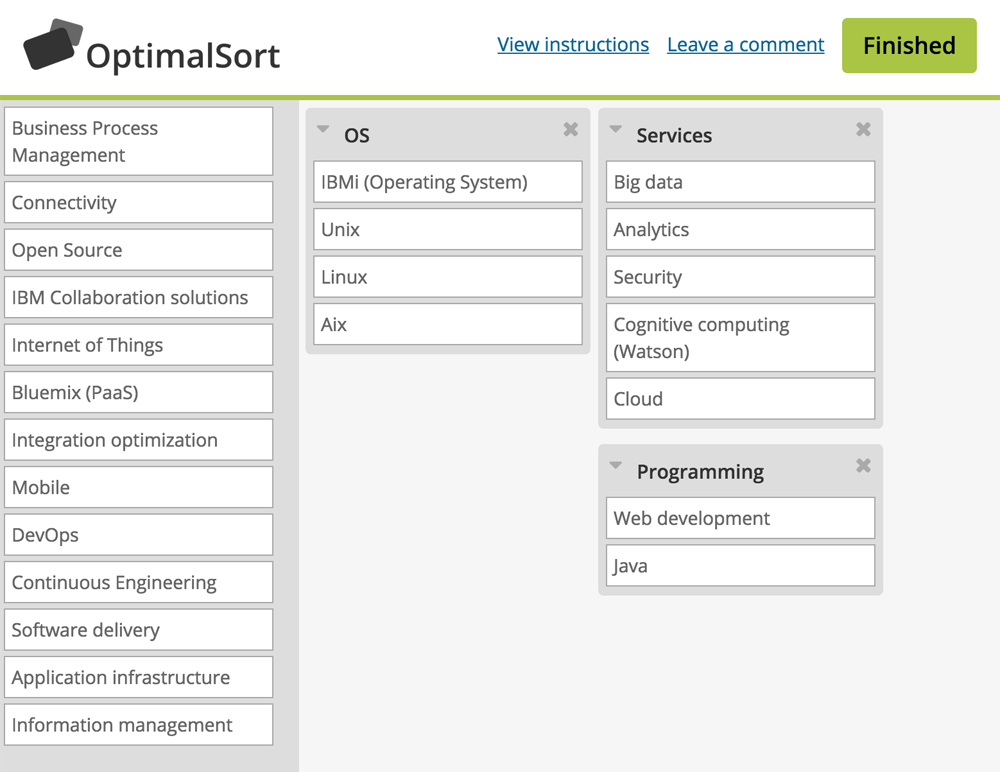 OptimalSort
View instructions
Leave a comment
Finished
Business Process
Management
Connectivity
Open Source
IBM Collaboration solutions
Internet of Things
Bluemix (PaaS)
Integration optimization
Mobile
DevOps
Continuous Engineering
Software delivery
Application infrastructure
Information management
OS
IBMi (Operating System)
Unix
Linux
Aix
Services
Big data
Analytics
Security
Cognitive computing
(Watson)
Cloud
Programming
Web development
Java